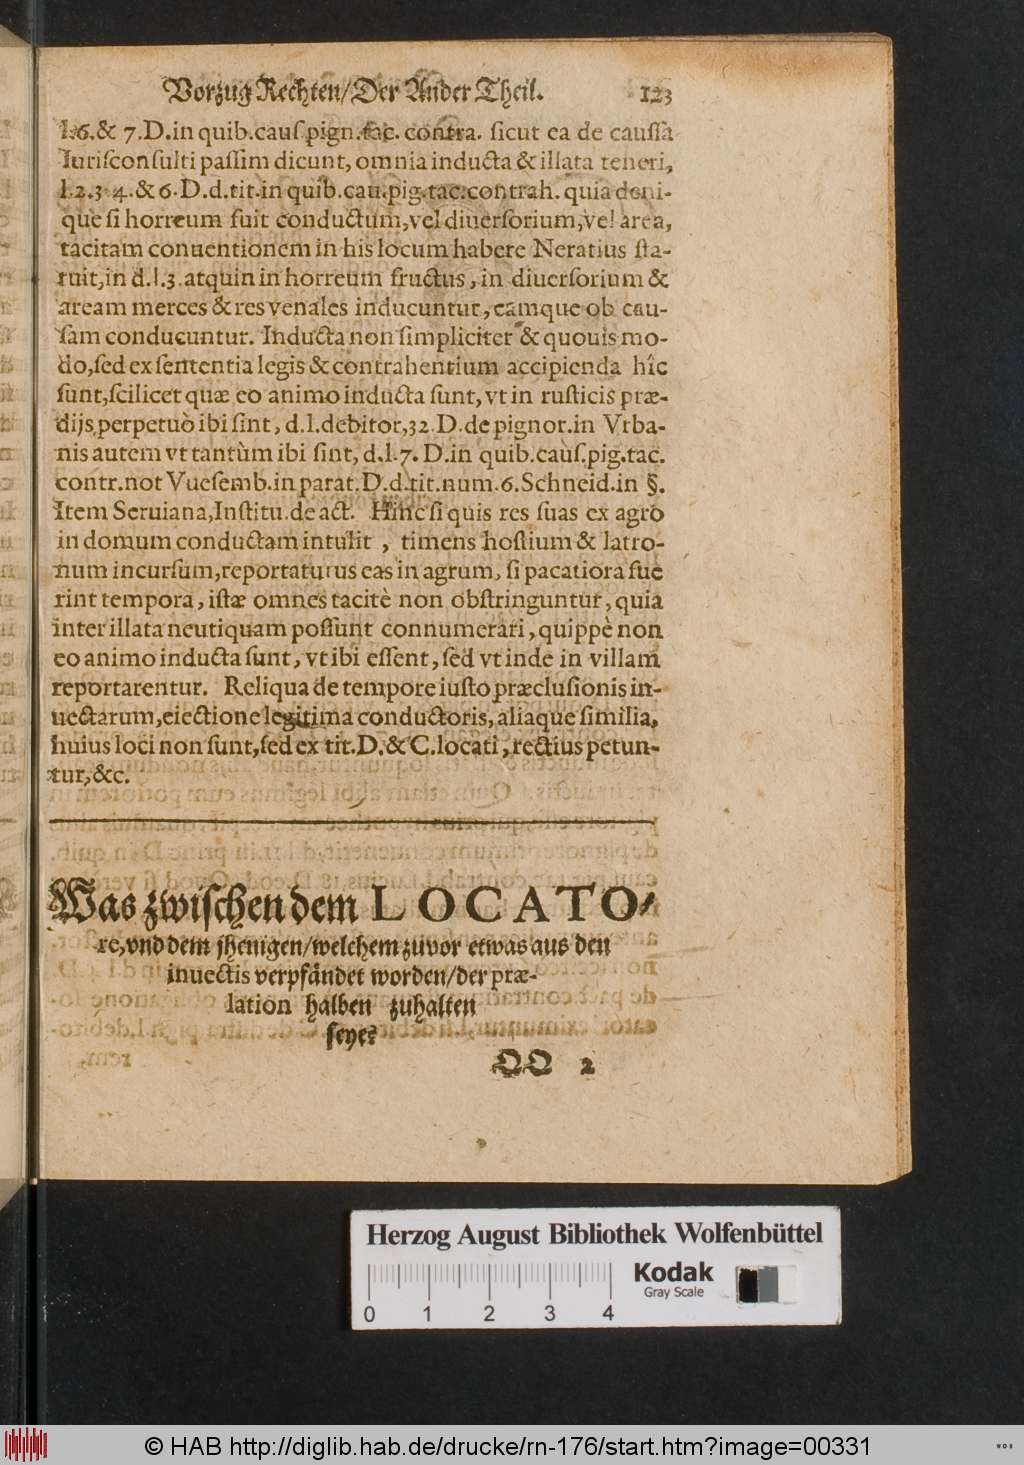 Vorzug Rechten/Der Ander Theil. 123
l.6.& 7.D.in quib.cauſ.pign.tac. contra. ſicut ea de cauſſa
Iuriſconſulti paſſim dicunt, omnia inducta & illata teneri,
l.2.3.4.&6.D.d.tit.in quib.cau.pig.tac.contrah.quia deni-
que ſi horreum fuit conductum,vel diuerſorium,vel area,
tacitam conuentionem in his locum habere Neratius ſta-
tuit,in d.l.3.atqui in in horreum fructus, in diuerſorium &
aream merces & res venales inducuntur, eamque ob cau-
ſam conducuntur. Inducta non ſimpliciter & quouis mo-
do,ſed ex ſententia legis & contrahentium accipienda hîc
ſunt,ſcilicet quæ eo animo inducta ſunt, vt in ruſticis præ-
dijs,perpetuò ibi ſint, d.l.debitor,32.D.de pignor.in Vrba-
nis autem vt tantùm ibi ſint, d.l.7. D.in quib.cauſ.pig.tac.
contr.not Vueſemb.in parat.D.d.tit.num.6.Schneid.in §.
Item Seruiana,Inſtitu.de act. Hinc ſi quis res ſuas ex agro
in domum conductam intulit , timens hoſtium & latro-
num incurſum,reportaturus eas in agrum, ſi pacatiora fue
rint tempora, iſtæ omnes tacitè non obſtringuntur, quia
inter illata neutiquam poſſunt connumerari, quippè non
eo animo inducta ſunt, vt ibi eſſent, ſed vt inde in villam
reportarentur. Reliqua de tempore iuſto præcluſionis in-
uectarum,eiectione legitima conductoris, aliaque ſimilia,
huius loci non ſunt,ſed ex tit.D.& C.locati, rectius petun-
tur,&c.
Was zwiſchen dem LOCATO⸗
re,vnd dem jhenigen/welchem zuvor etwas aus den
inuectis verpfändet worden/der præ-
lation halben zuhalten
ſeye?
QQ 2
Herzog August Bibliothek Wolfenbüttel
Kodak
Gray Scale
0 1 2 3 4
© HAB http://diglib.hab.de/drucke/rn-176/start.htm?image=00331